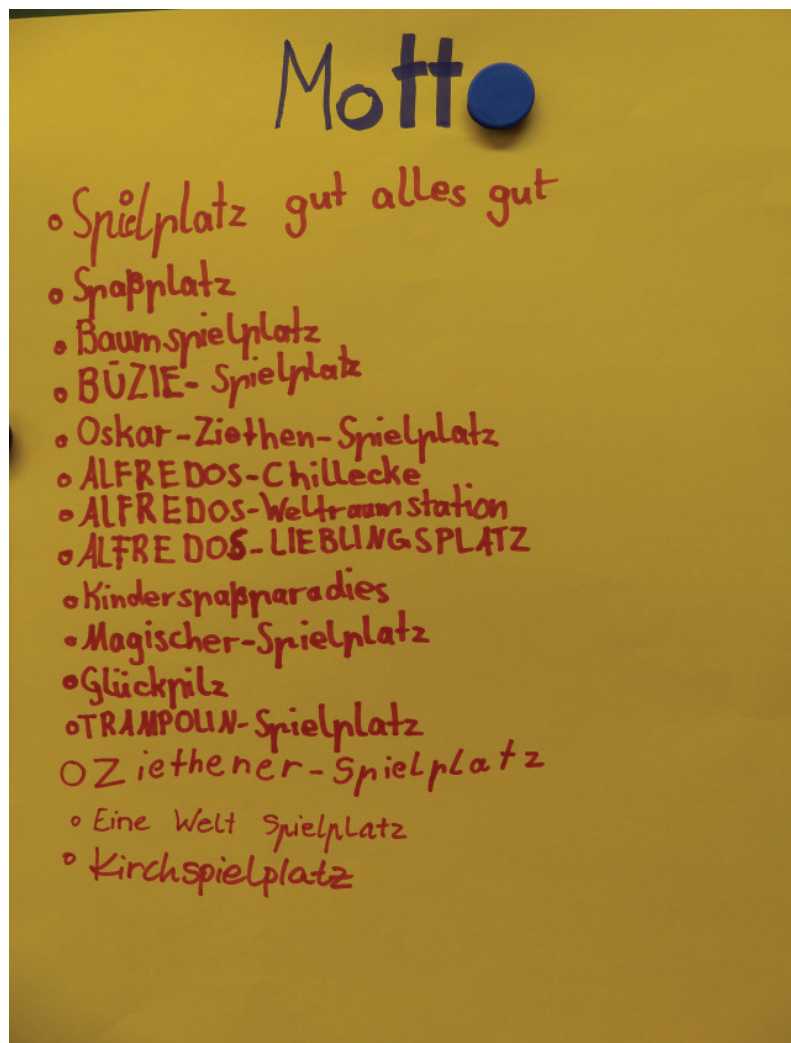 Motto
o Spielplatz gut alles gut
o Spaßplatz
o Baumspielplatz
o BÜZIE- Spielplatz
o Oskar-Ziethen-Spielplatz
o ALFREDOS-Chillecke
o ALFREDOS-Weltraumstation
o ALFREDOS-LIEBLINGSPLATZ
o Kinderspaßparadies
o Magischer-Spielplatz
o Glückpilz
o TRAMPOLIN-Spielplatz
O Ziethener-Spielplatz
o Eine Welt Spielplatz
o Kirchspielplatz